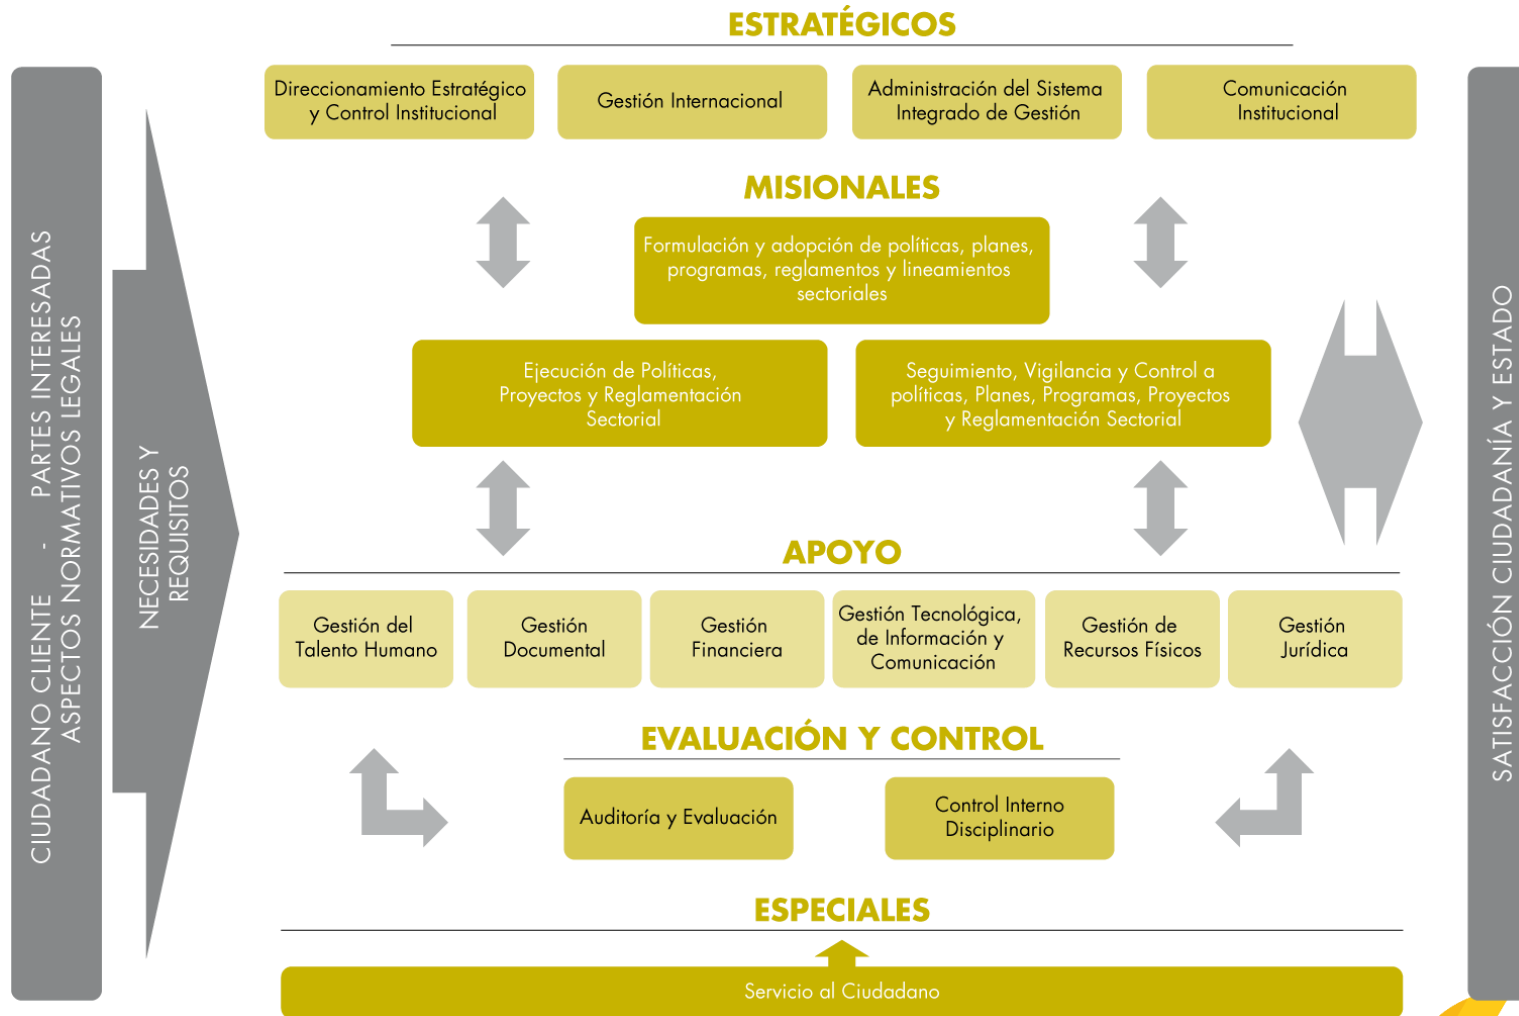 ESTRATÉGICOS
Direccionamiento Estratégico
y Control Institucional
Gestión Internacional
Administración del Sistema
Integrado de Gestión
Comunicación
Institucional
MISIONALES
Formulación y adopción de políticas, planes,
programas, reglamentos y lineamientos
sectoriales
Ejecución de Políticas,
Proyectos y Reglamentación
Sectorial
Seguimiento, Vigilancia y Control a
políticas, Planes, Programas, Proyectos
y Reglamentación Sectorial
APOYO
Gestión del
Talento Humano
Gestión
Documental
Gestión
Financiera
Gestión Tecnológica,
de Información y
Comunicación
Gestión de
Recursos Físicos
Gestión
Jurídica
EVALUACIÓN Y CONTROL
Auditoría y Evaluación
Control Interno
Disciplinario
ESPECIALES
Servicio al Ciudadano
CIUDADANO CLIENTE - PARTES INTERESADAS
ASPECTOS NORMATIVOS LEGALES
NECESIDADES Y
REQUISITOS
SATISFACCIÓN CIUDADANÍA Y ESTADO